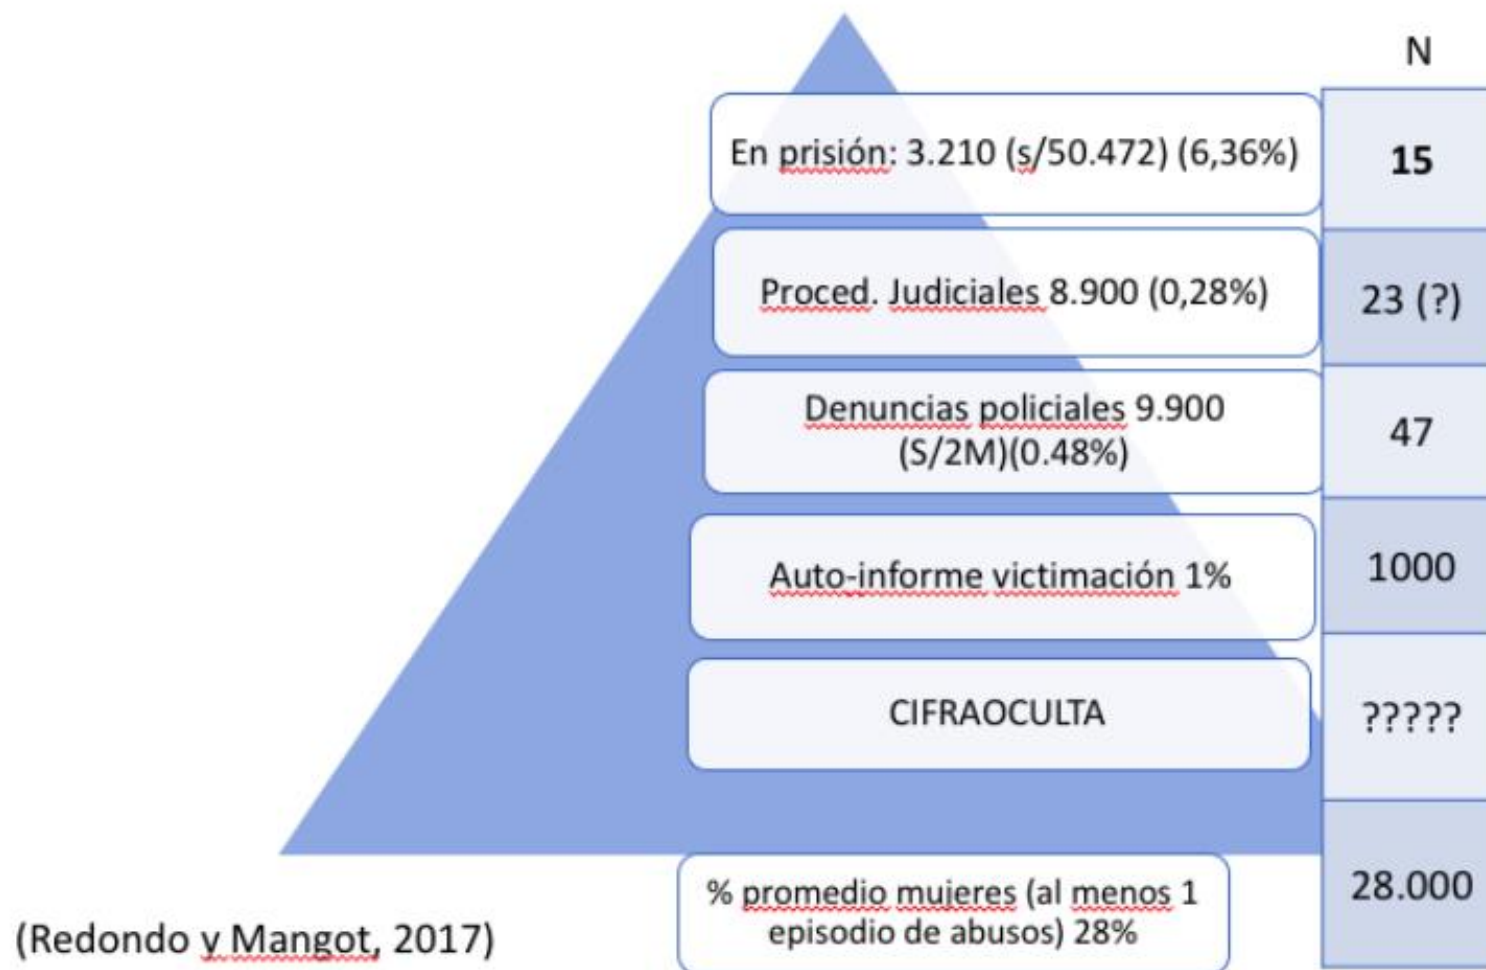 N
En prisión: 3.210 (s/50.472) (6,36%)
15
Proced. Judiciales 8.900 (0,28%)
23 (?)
Denuncias policiales 9.900
(S/2M)(0.48%)
47
Auto-informe victimación 1%
1000
CIFRAOCULTA
?????
% promedio mujeres (al menos 1
episodio de abusos) 28%
28.000
(Redondo y Mangot, 2017)